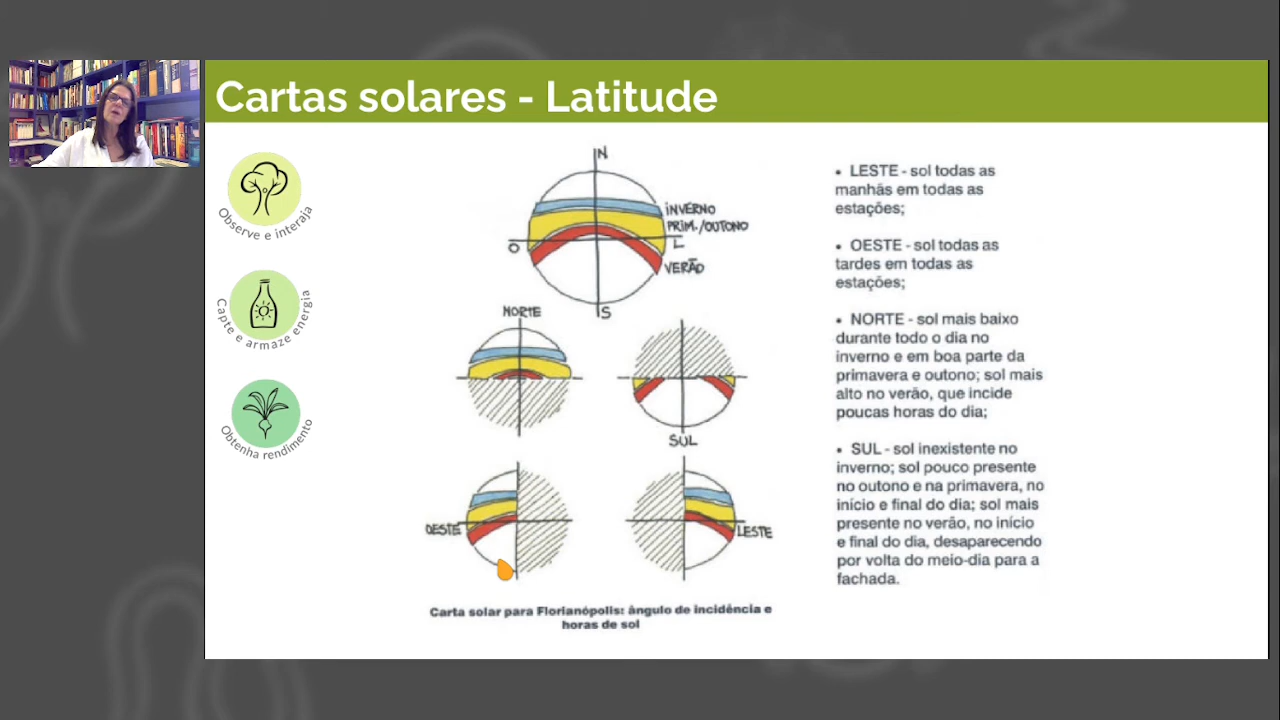 Cartas solares - Latitude
Observe e interaja
Capte e armaze energia
Obtenha rendimento
N
INVERNO
PRIM./OUTONO
O
L
VERÃO
S
NORTE
SUL
OESTE
LESTE
Carta solar para Florianópolis: ângulo de incidência e
horas de sol
• LESTE - sol todas as
manhãs em todas as
estações;
• OESTE - sol todas as
tardes em todas as
estações;
• NORTE - sol mais baixo
durante todo o dia no
inverno e em boa parte da
primavera e outono; sol mais
alto no verão, que incide
poucas horas do dia;
• SUL - sol inexistente no
inverno; sol pouco presente
no outono e na primavera, no
início e final do dia; sol mais
presente no verão, no início
e final do dia, desaparecendo
por volta do meio-dia para a
fachada.